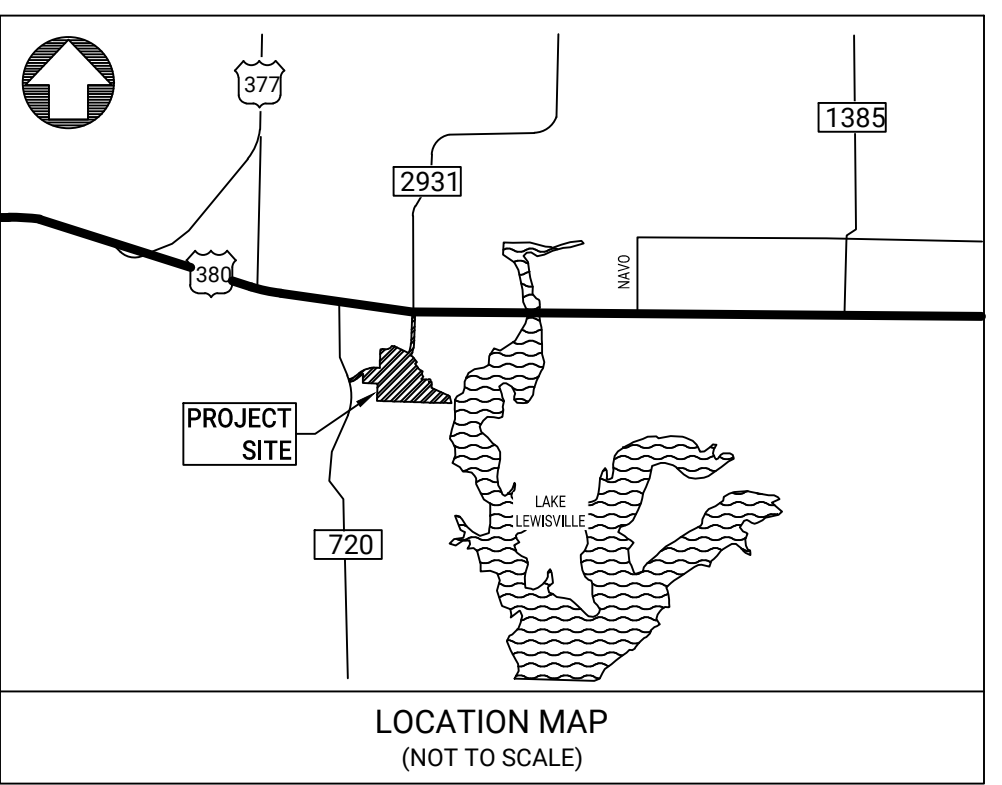 377
1385
2931
NAVO
380
PROJECT
SITE
LAKE
LEWISVILLE
720
LOCATION MAP
(NOT TO SCALE)